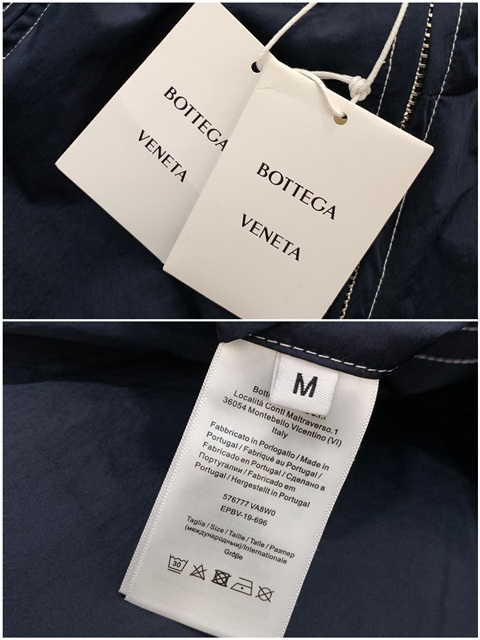 BOTTEGA
VENETA
BOTTEGA
VENETA
M
36054 Montebello Vicentino (VI)
Italy
Località Conti Maltraverso.1
Fabbricato in Portogallo / Made in
Portugal / Fabriqué au Portugal /
Fabricado en Portugal / Сделано в
Португалии / Fabricado em
Portugal / Hergestellt in Portugal
576777 VA8W0
EPBV-19-696
Taglia / Size / Taille / Talle / Размер
(международный)/Internationale
Größe
30